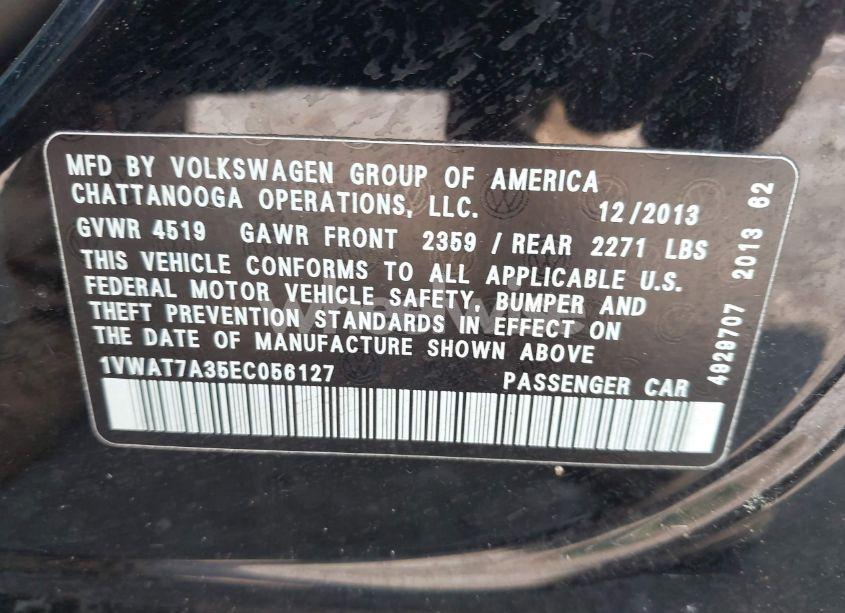 MFD BY VOLKSWAGEN GROUP OF AMERICA
CHATTANOOGA OPERATIONS, LLC. 12/2013
GVWR 4519 GAWR FRONT 2359 / REAR 2271 LBS
THIS VEHICLE CONFORMS TO ALL APPLICABLE U.S.
FEDERAL MOTOR VEHICLE SAFETY, BUMPER AND
THEFT PREVENTION STANDARDS IN EFFECT ON
THE DATE OF MANUFACTURE SHOWN ABOVE
1VWAT7A35EC056127 PASSENGER CAR
4929707 2013 62